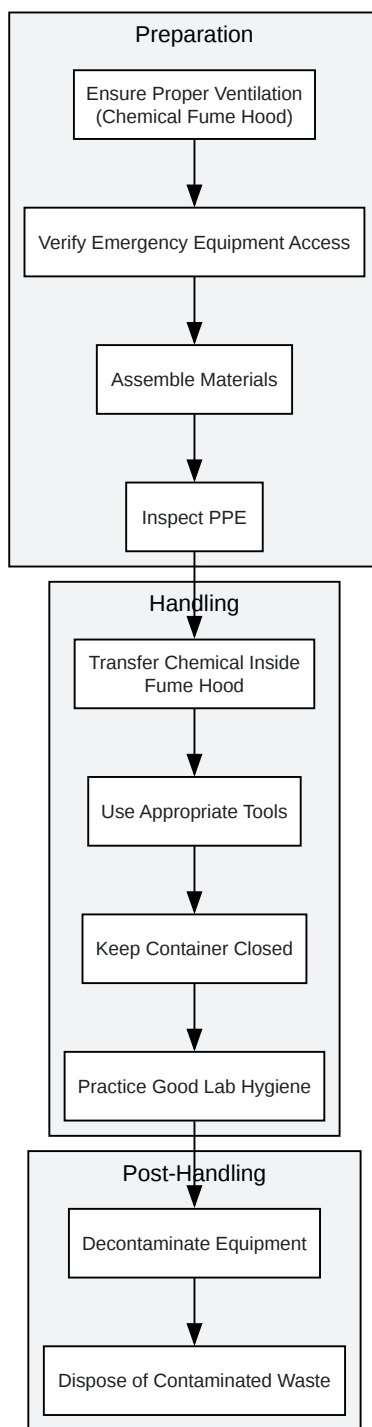 Preparation
Ensure Proper Ventilation
(Chemical Fume Hood)
Verify Emergency Equipment Access
Assemble Materials
Inspect PPE
Handling
Transfer Chemical Inside
Fume Hood
Use Appropriate Tools
Keep Container Closed
Practice Good Lab Hygiene
Post-Handling
Decontaminate Equipment
Dispose of Contaminated Waste